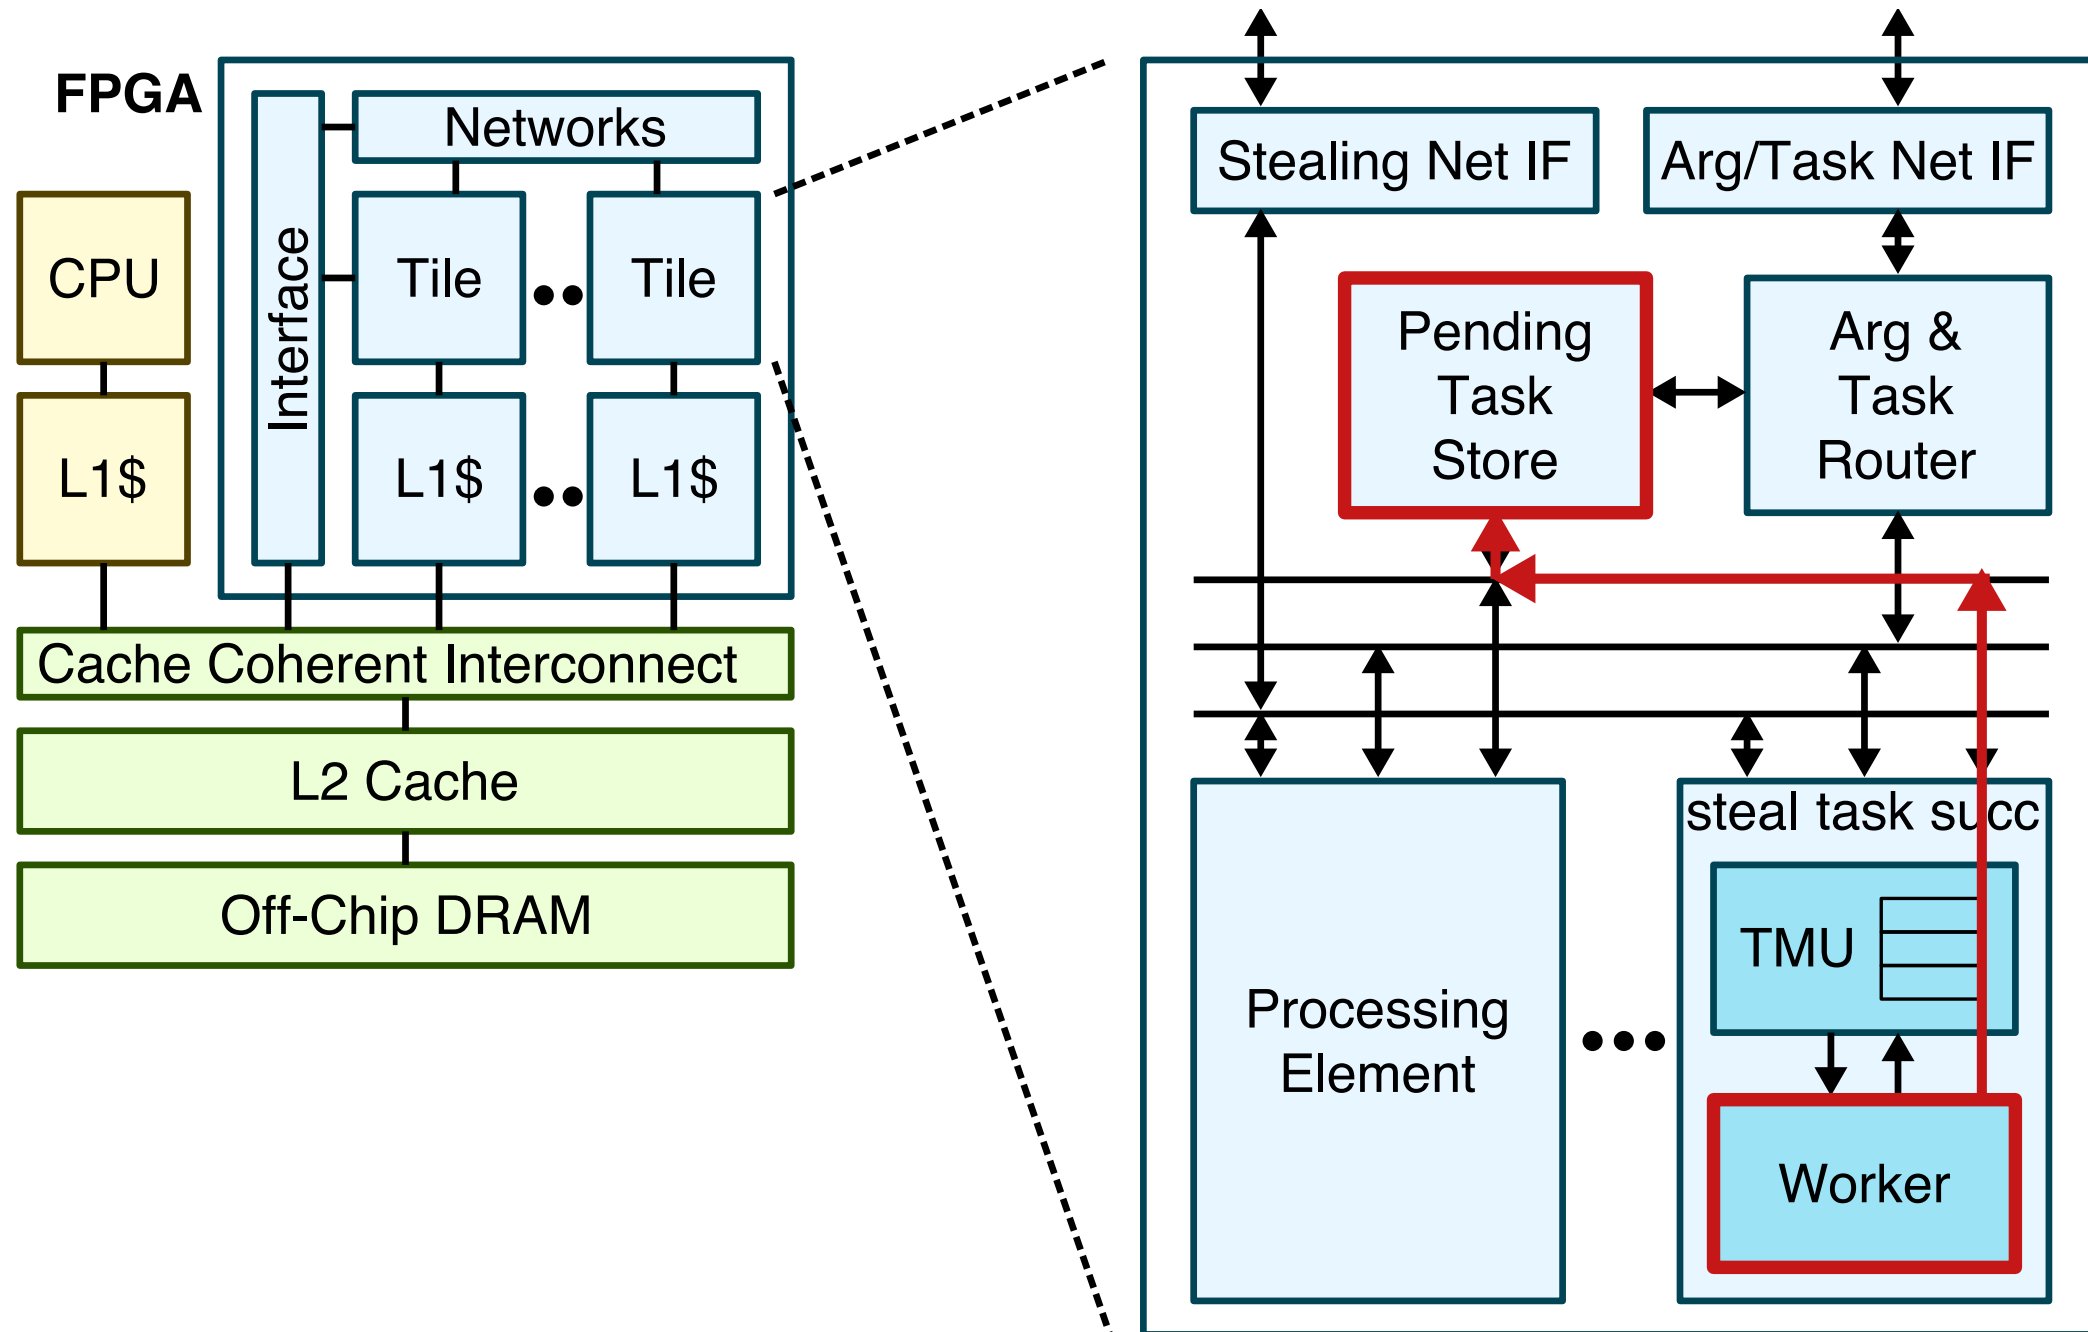 FPGA
Networks
Interface
CPU
Tile
Tile
L1$
L1$
L1$
Cache Coherent Interconnect
L2 Cache
Off-Chip DRAM
Stealing Net IF
Arg/Task Net IF
Pending
Task
Store
Arg &
Task
Router
Processing
Element
steal task succ
TMU
Worker